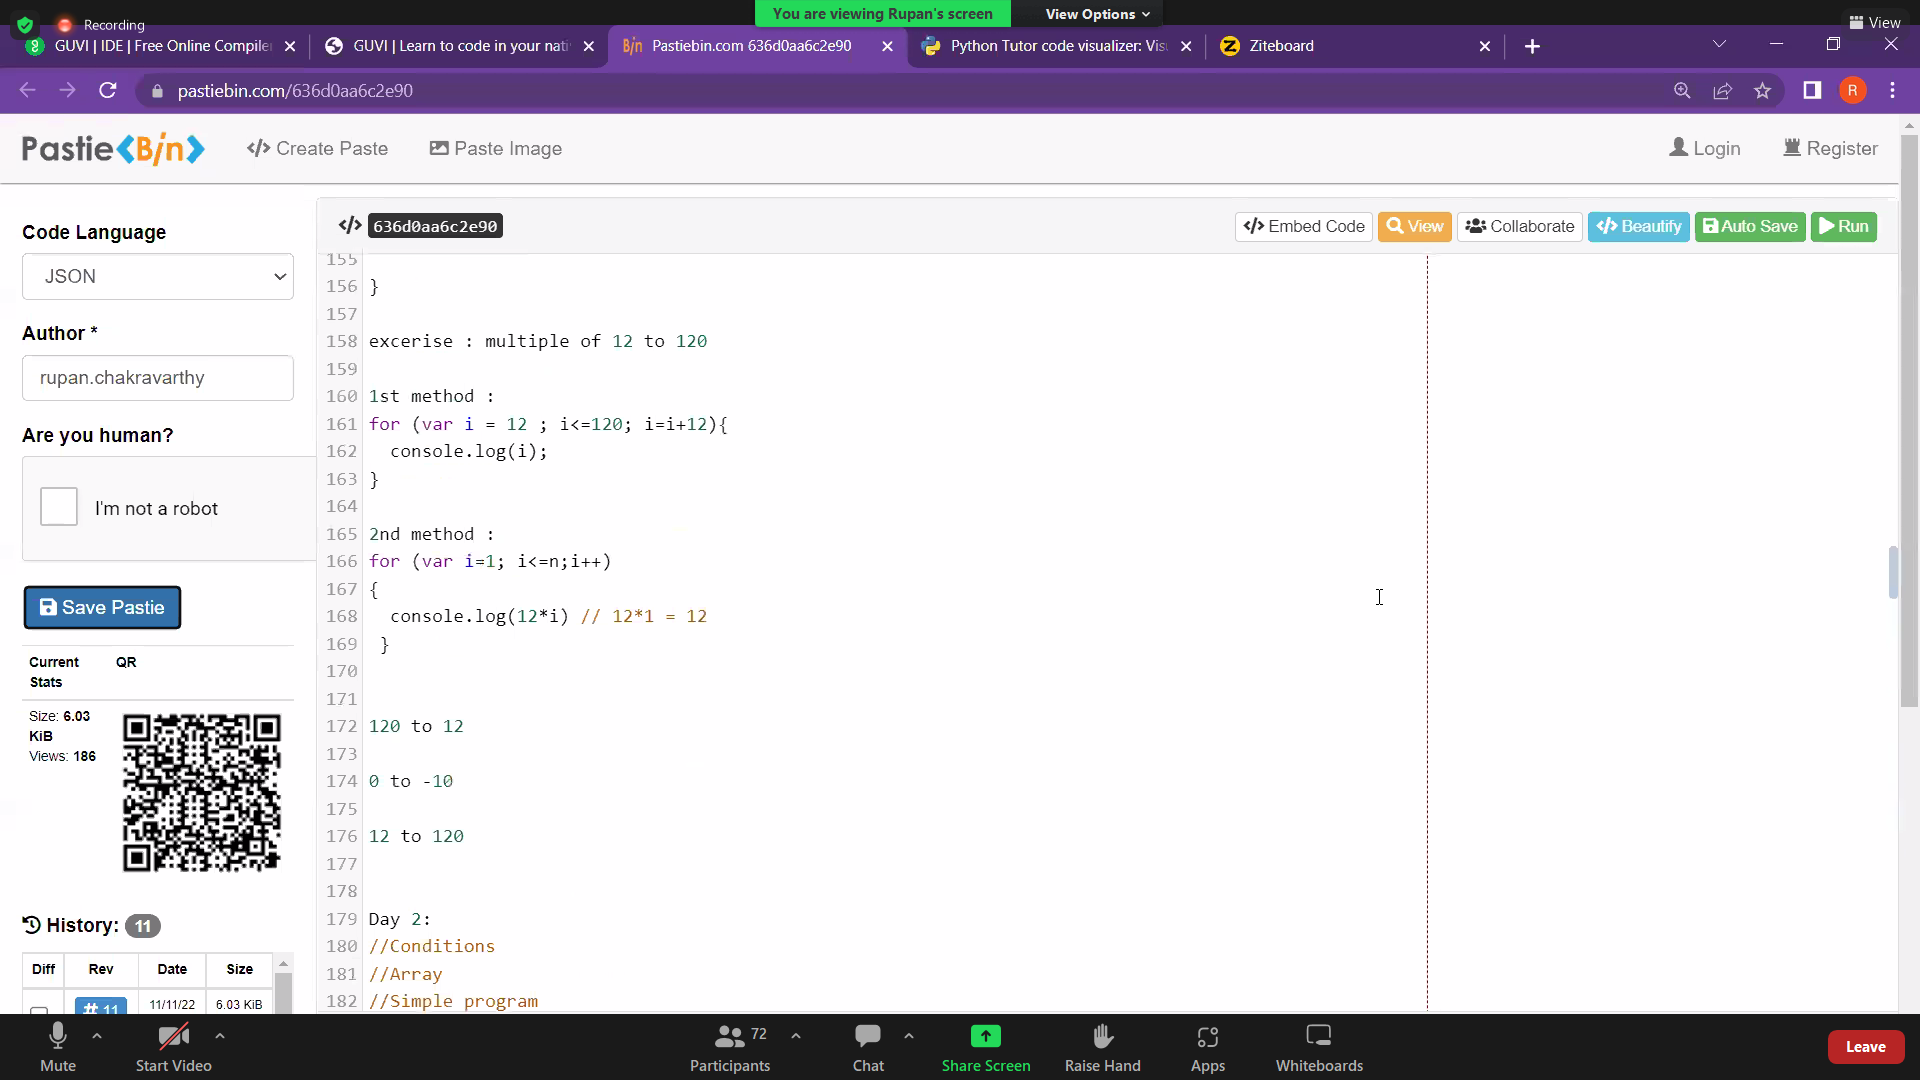 Recording
You are viewing Rupan's screen
View Options
View
GUVI | IDE | Free Online Compile
GUVI | Learn to code in your nati
Pastiebin.com 636d0aa6c2e90
Python Tutor code visualizer: Vis
Ziteboard
pastiebin.com/636d0aa6c2e90
R
Pastie Bin
Create Paste
Paste Image
Login
Register
Code Language
JSON
Author *
rupan.chakravarthy
Are you human?
I'm not a robot
Save Pastie
Current Stats
QR
Size: 6.03 KiB
Views: 186
History: 11
Diff Rev Date Size
# 11 11/11/22 6.03 KiB
</> 636d0aa6c2e90
</> Embed Code
View
Collaborate
</> Beautify
Auto Save
Run
155
156 }
157
158 excerise : multiple of 12 to 120
159
160 1st method :
161 for (var i = 12 ; i<=120; i=i+12){
162 console.log(i);
163 }
164
165 2nd method :
166 for (var i=1; i<=n;i++)
167 {
168 console.log(12*i) // 12*1 = 12
169 }
170
171
172 120 to 12
173
174 0 to -10
175
176 12 to 120
177
178
179 Day 2:
180 //Conditions
181 //Array
182 //Simple program
Mute
Start Video
72
Participants
Chat
Share Screen
Raise Hand
Apps
Whiteboards
Leave